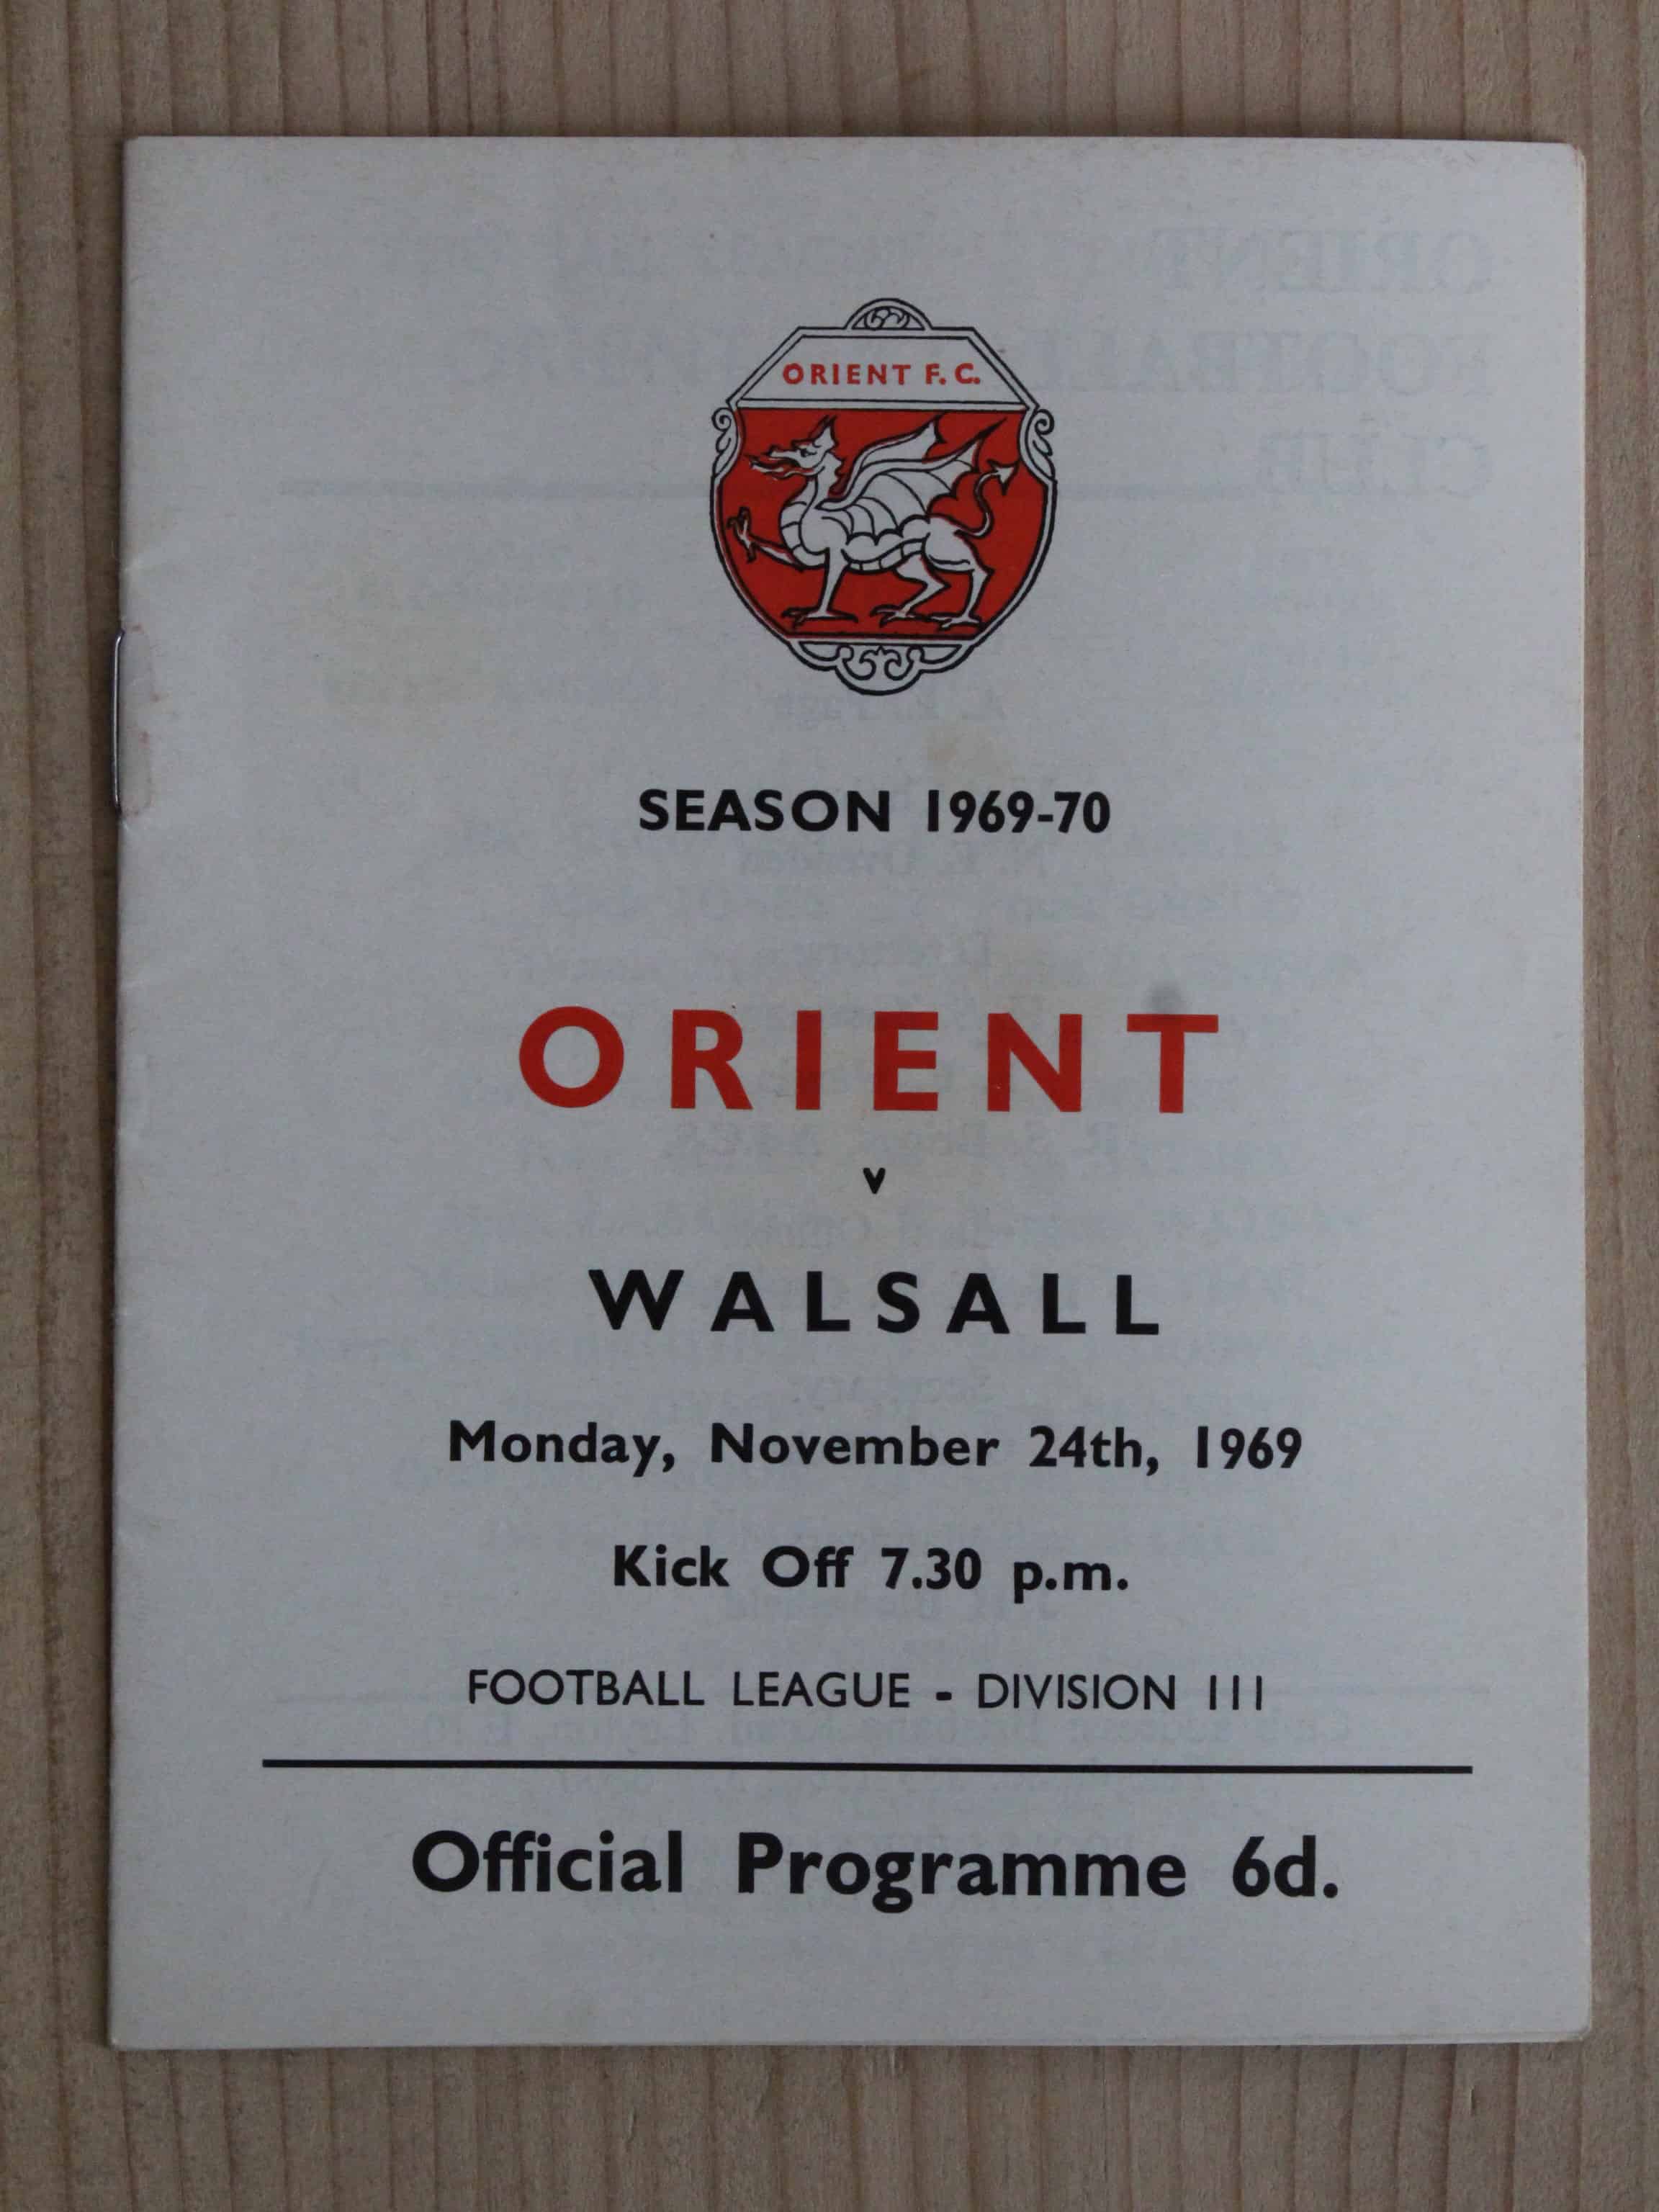 ORIENT F.C.
SEASON 1969-70
ORIENT
v
WALSALL
Monday, November 24th, 1969
Kick Off 7.30 p.m.
FOOTBALL LEAGUE - DIVISION III
Official Programme 6d.